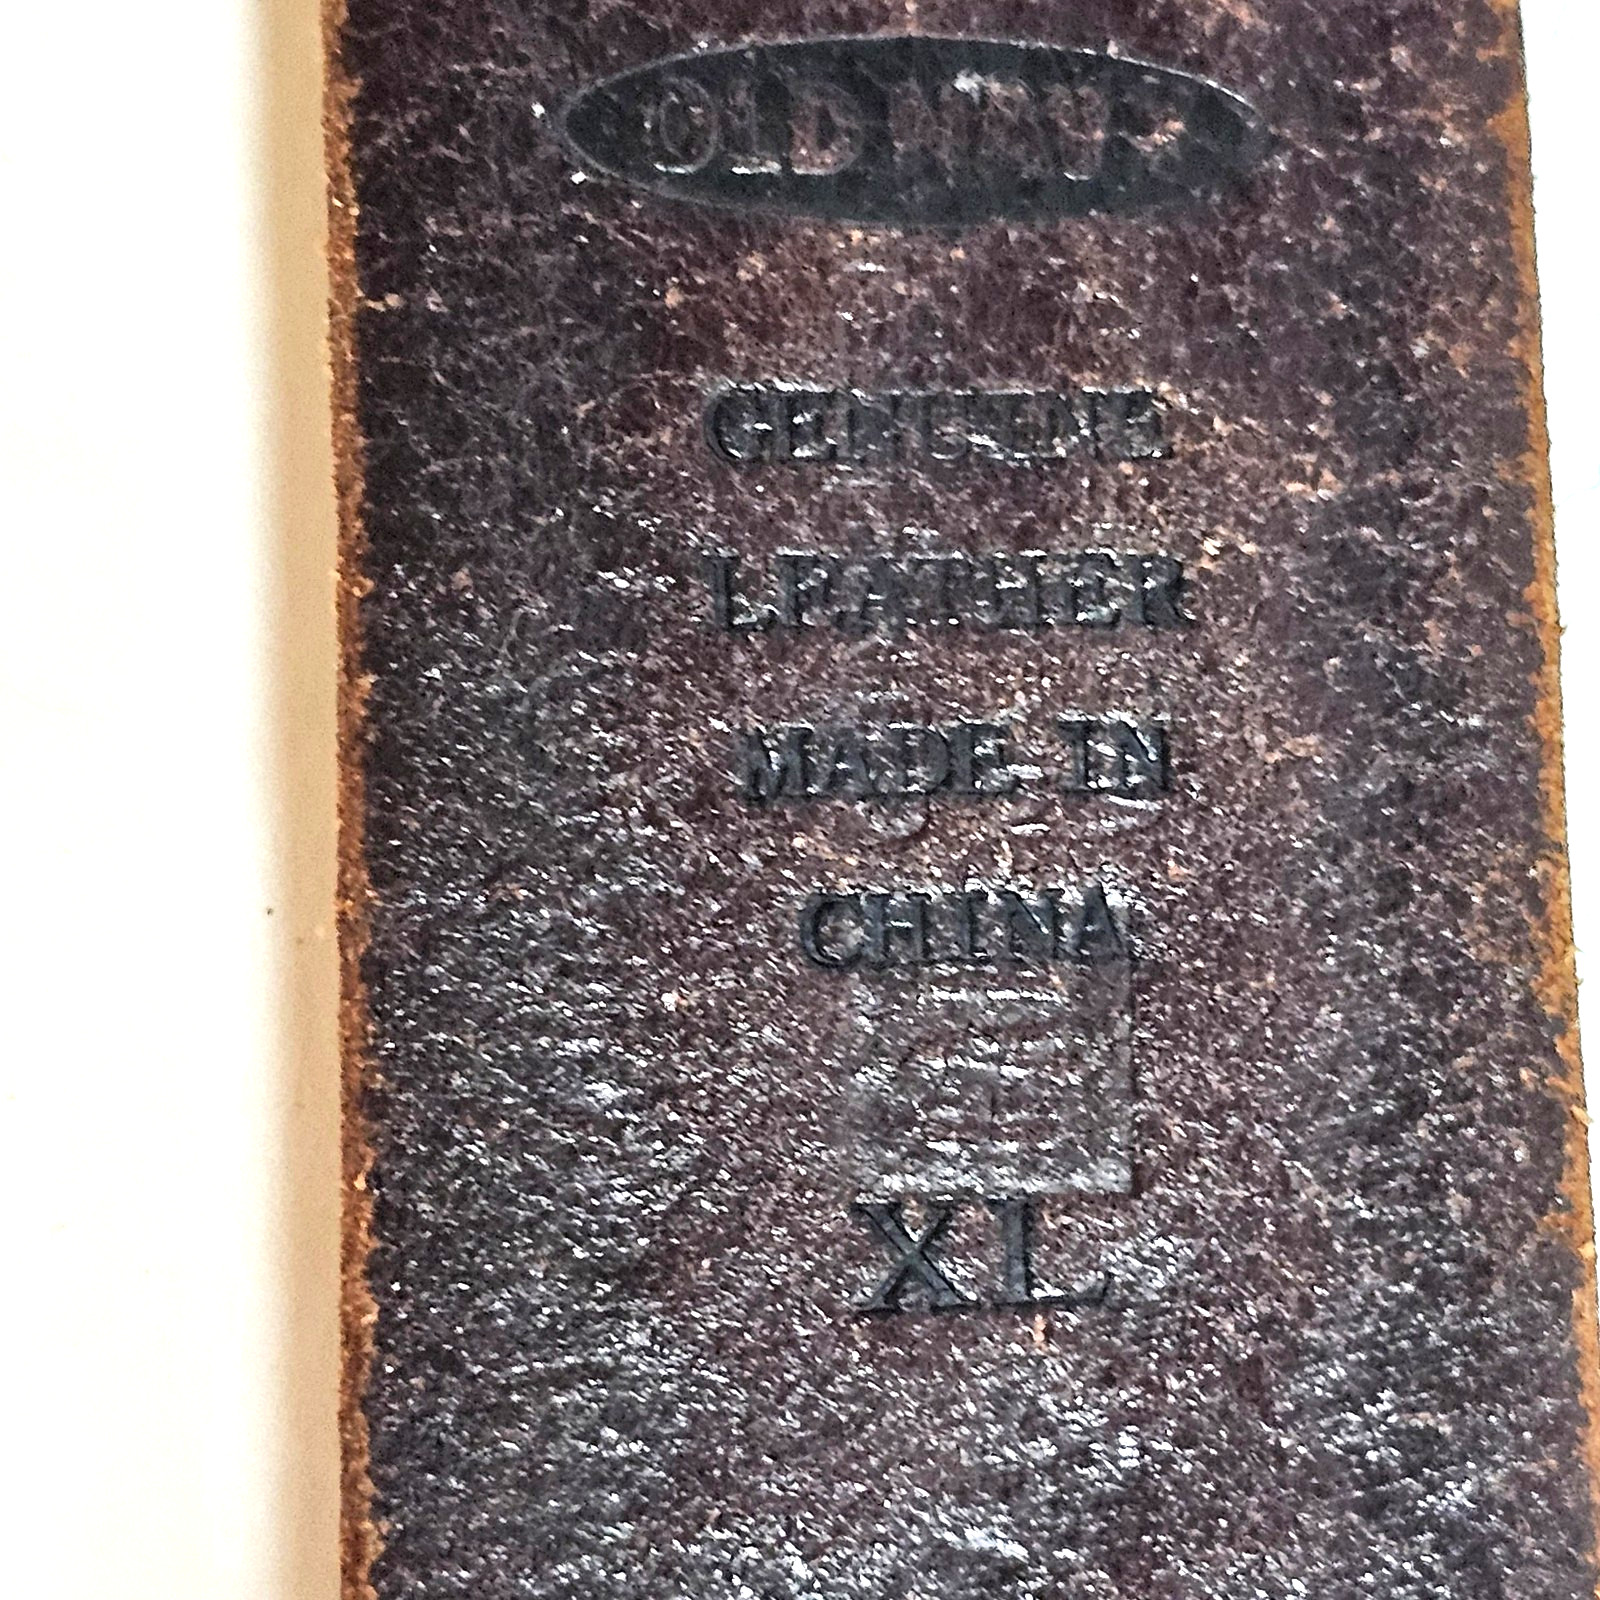 OLD NAVY
GENUINE
LEATHER
MADE IN
CHINA
XL